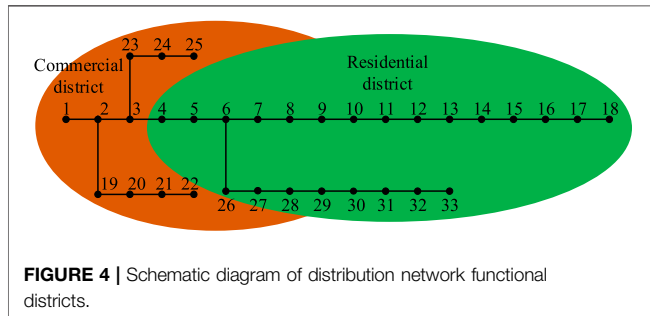 23 24 25
Commercial
district
Residential
district
1 2 3 4 5 6 7 8 9 10 11 12 13 14 15 16 17 18
19 20 21 22
26 27 28 29 30 31 32 33
FIGURE 4 | Schematic diagram of distribution network functional
districts.